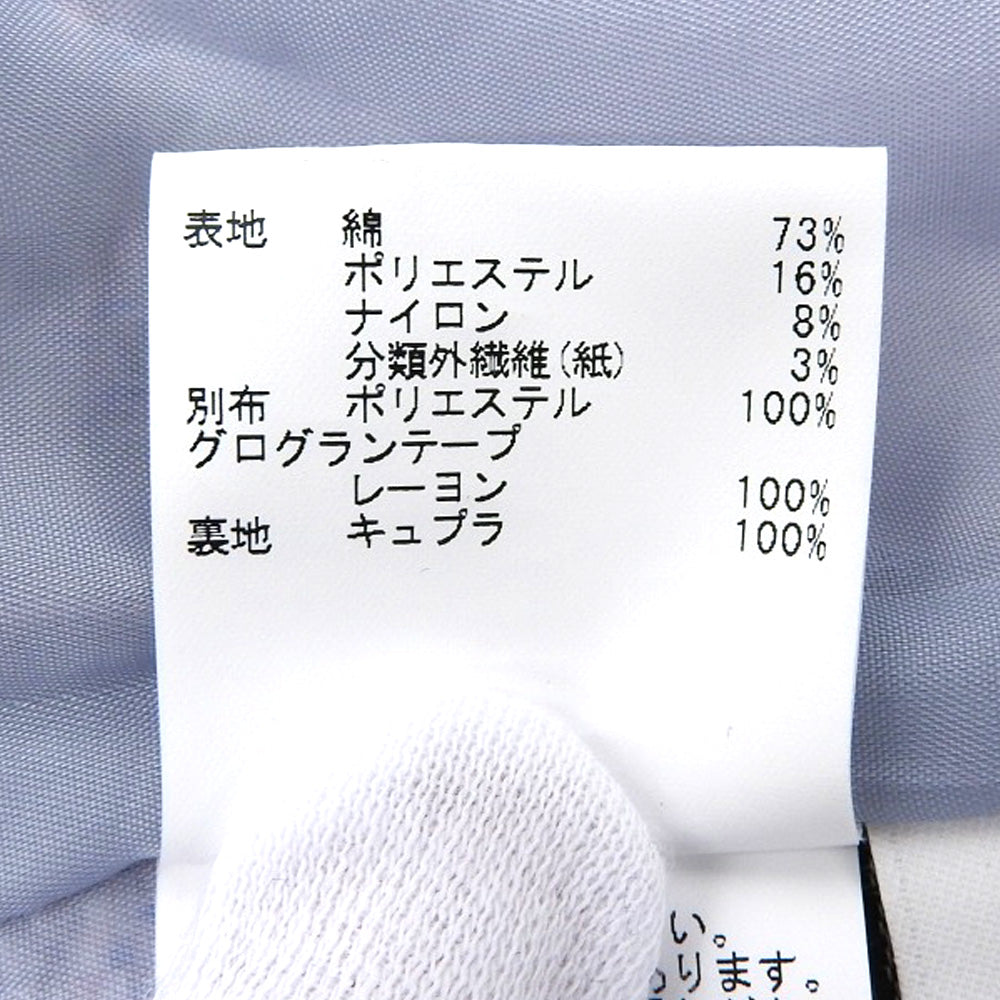 表地 綿 73%
ポリエステル 16%
ナイロン 8%
分類外繊維(紙) 3%
別布 ポリエステル 100%
グログランテープ
レーヨン 100%
裏地 キュプラ 100%
い。
ります。